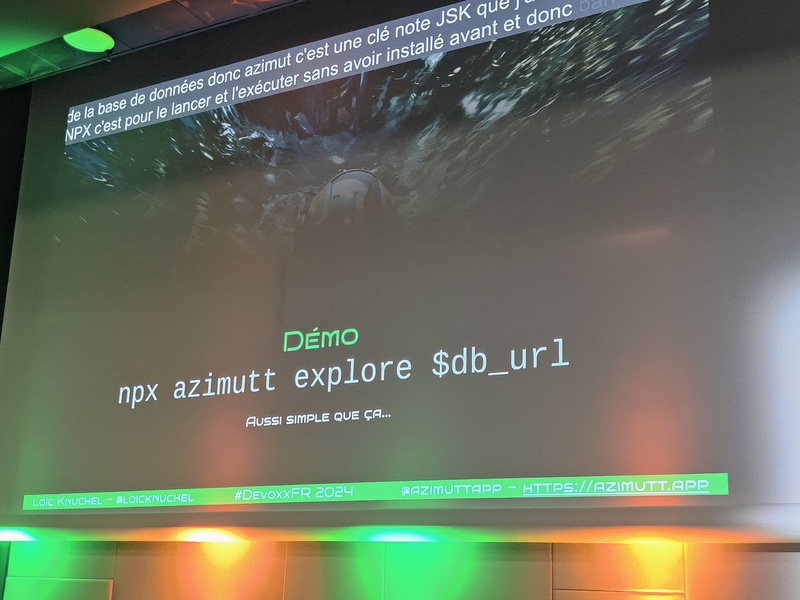 de la base de données donc azimut c'est une clé note JSK que j'
NPX c'est pour le lancer et l'exécuter sans avoir installé avant et donc
Démo
npx azimutt explore $db_url
Aussi simple que ça...
Loïc Knuchel - @loicknuchel #DevoxxFR 2024 @azimuttapp - https://azimutt.app